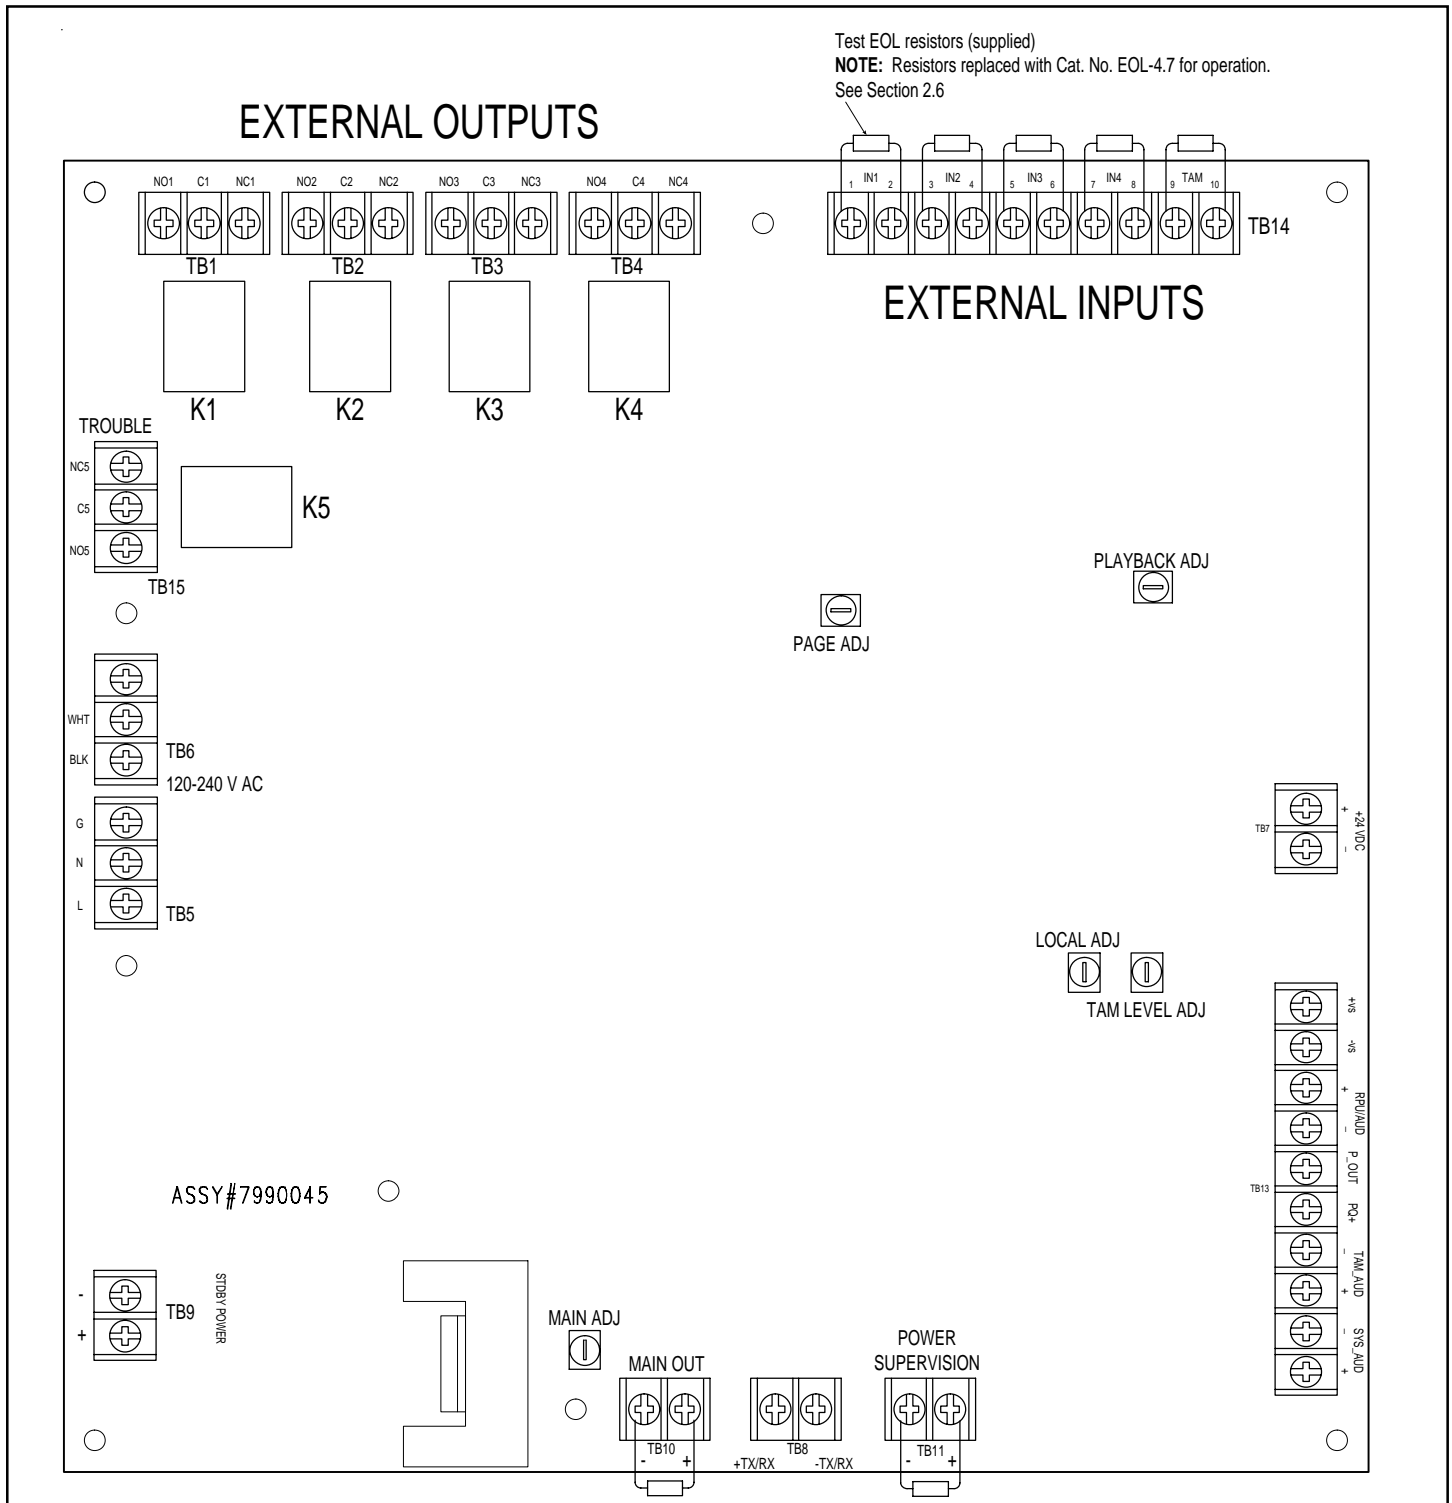 Test EOL resistors (supplied)
NOTE: Resistors replaced with Cat. No. EOL-4.7 for operation.
See Section 2.6
EXTERNAL OUTPUTS
NO1 C1 NC1
NO2 C2 NC2
NO3 C3 NC3
NO4 C4 NC4
1 IN1 2
3 IN2 4
5 IN3 6
7 IN4 8
9 TAM 10
TB14
TB1
TB2
TB3
TB4
EXTERNAL INPUTS
K1
K2
K3
K4
TROUBLE
NC5
C5
NO5
K5
TB15
PLAYBACK ADJ
PAGE ADJ
WHT
BLK
TB6
120-240 V AC
G
N
L
TB5
TB7
+
-
+24 VDC
LOCAL ADJ
TAM LEVEL ADJ
+VS
-VS
+
RPU/AUD
-
P_OUT
TB13
PQ+
-
TAM_AUD
+
-
SYS_AUD
+
ASSY#7990045
-
+
TB9
STDBY POWER
MAIN ADJ
MAIN OUT
POWER
SUPERVISION
TB10
- +
TB8
+TX/RX -TX/RX
TB11
- +